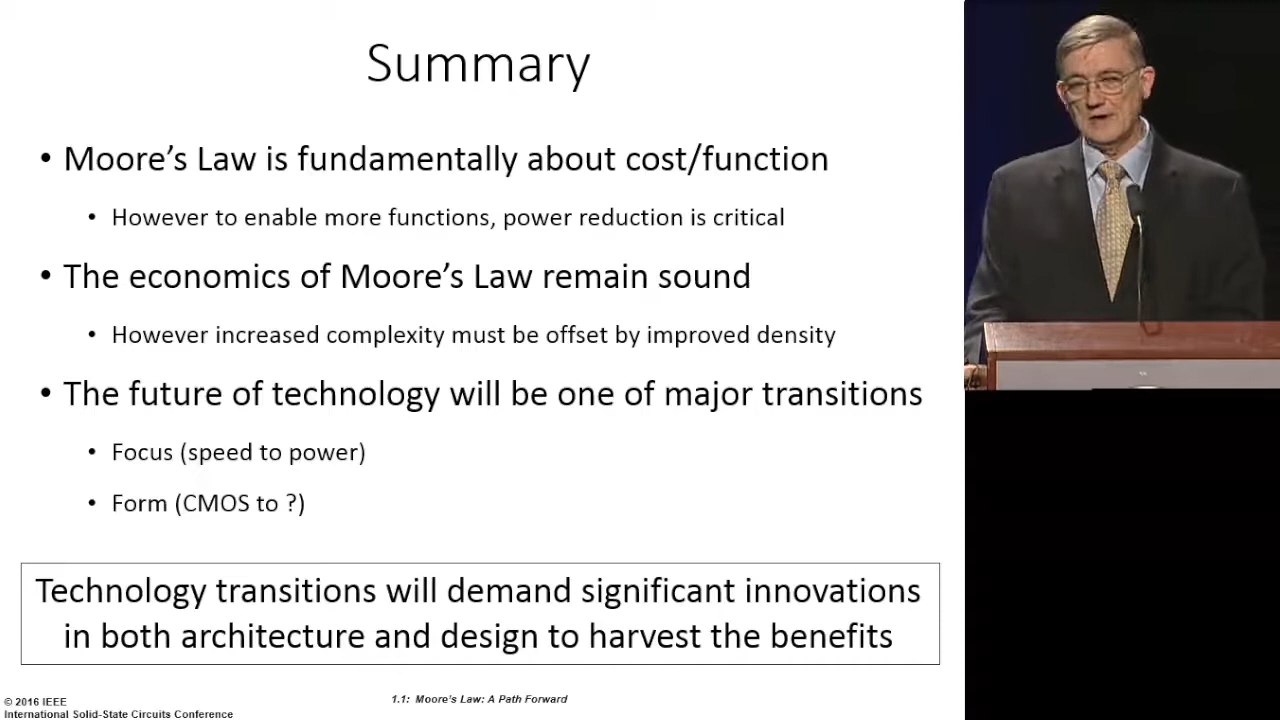 Summary
• Moore’s Law is fundamentally about cost/function
• However to enable more functions, power reduction is critical
• The economics of Moore’s Law remain sound
• However increased complexity must be offset by improved density
• The future of technology will be one of major transitions
• Focus (speed to power)
• Form (CMOS to ?)
Technology transitions will demand significant innovations
in both architecture and design to harvest the benefits
© 2016 IEEE
International Solid-State Circuits Conference
1.1: Moore’s Law: A Path Forward